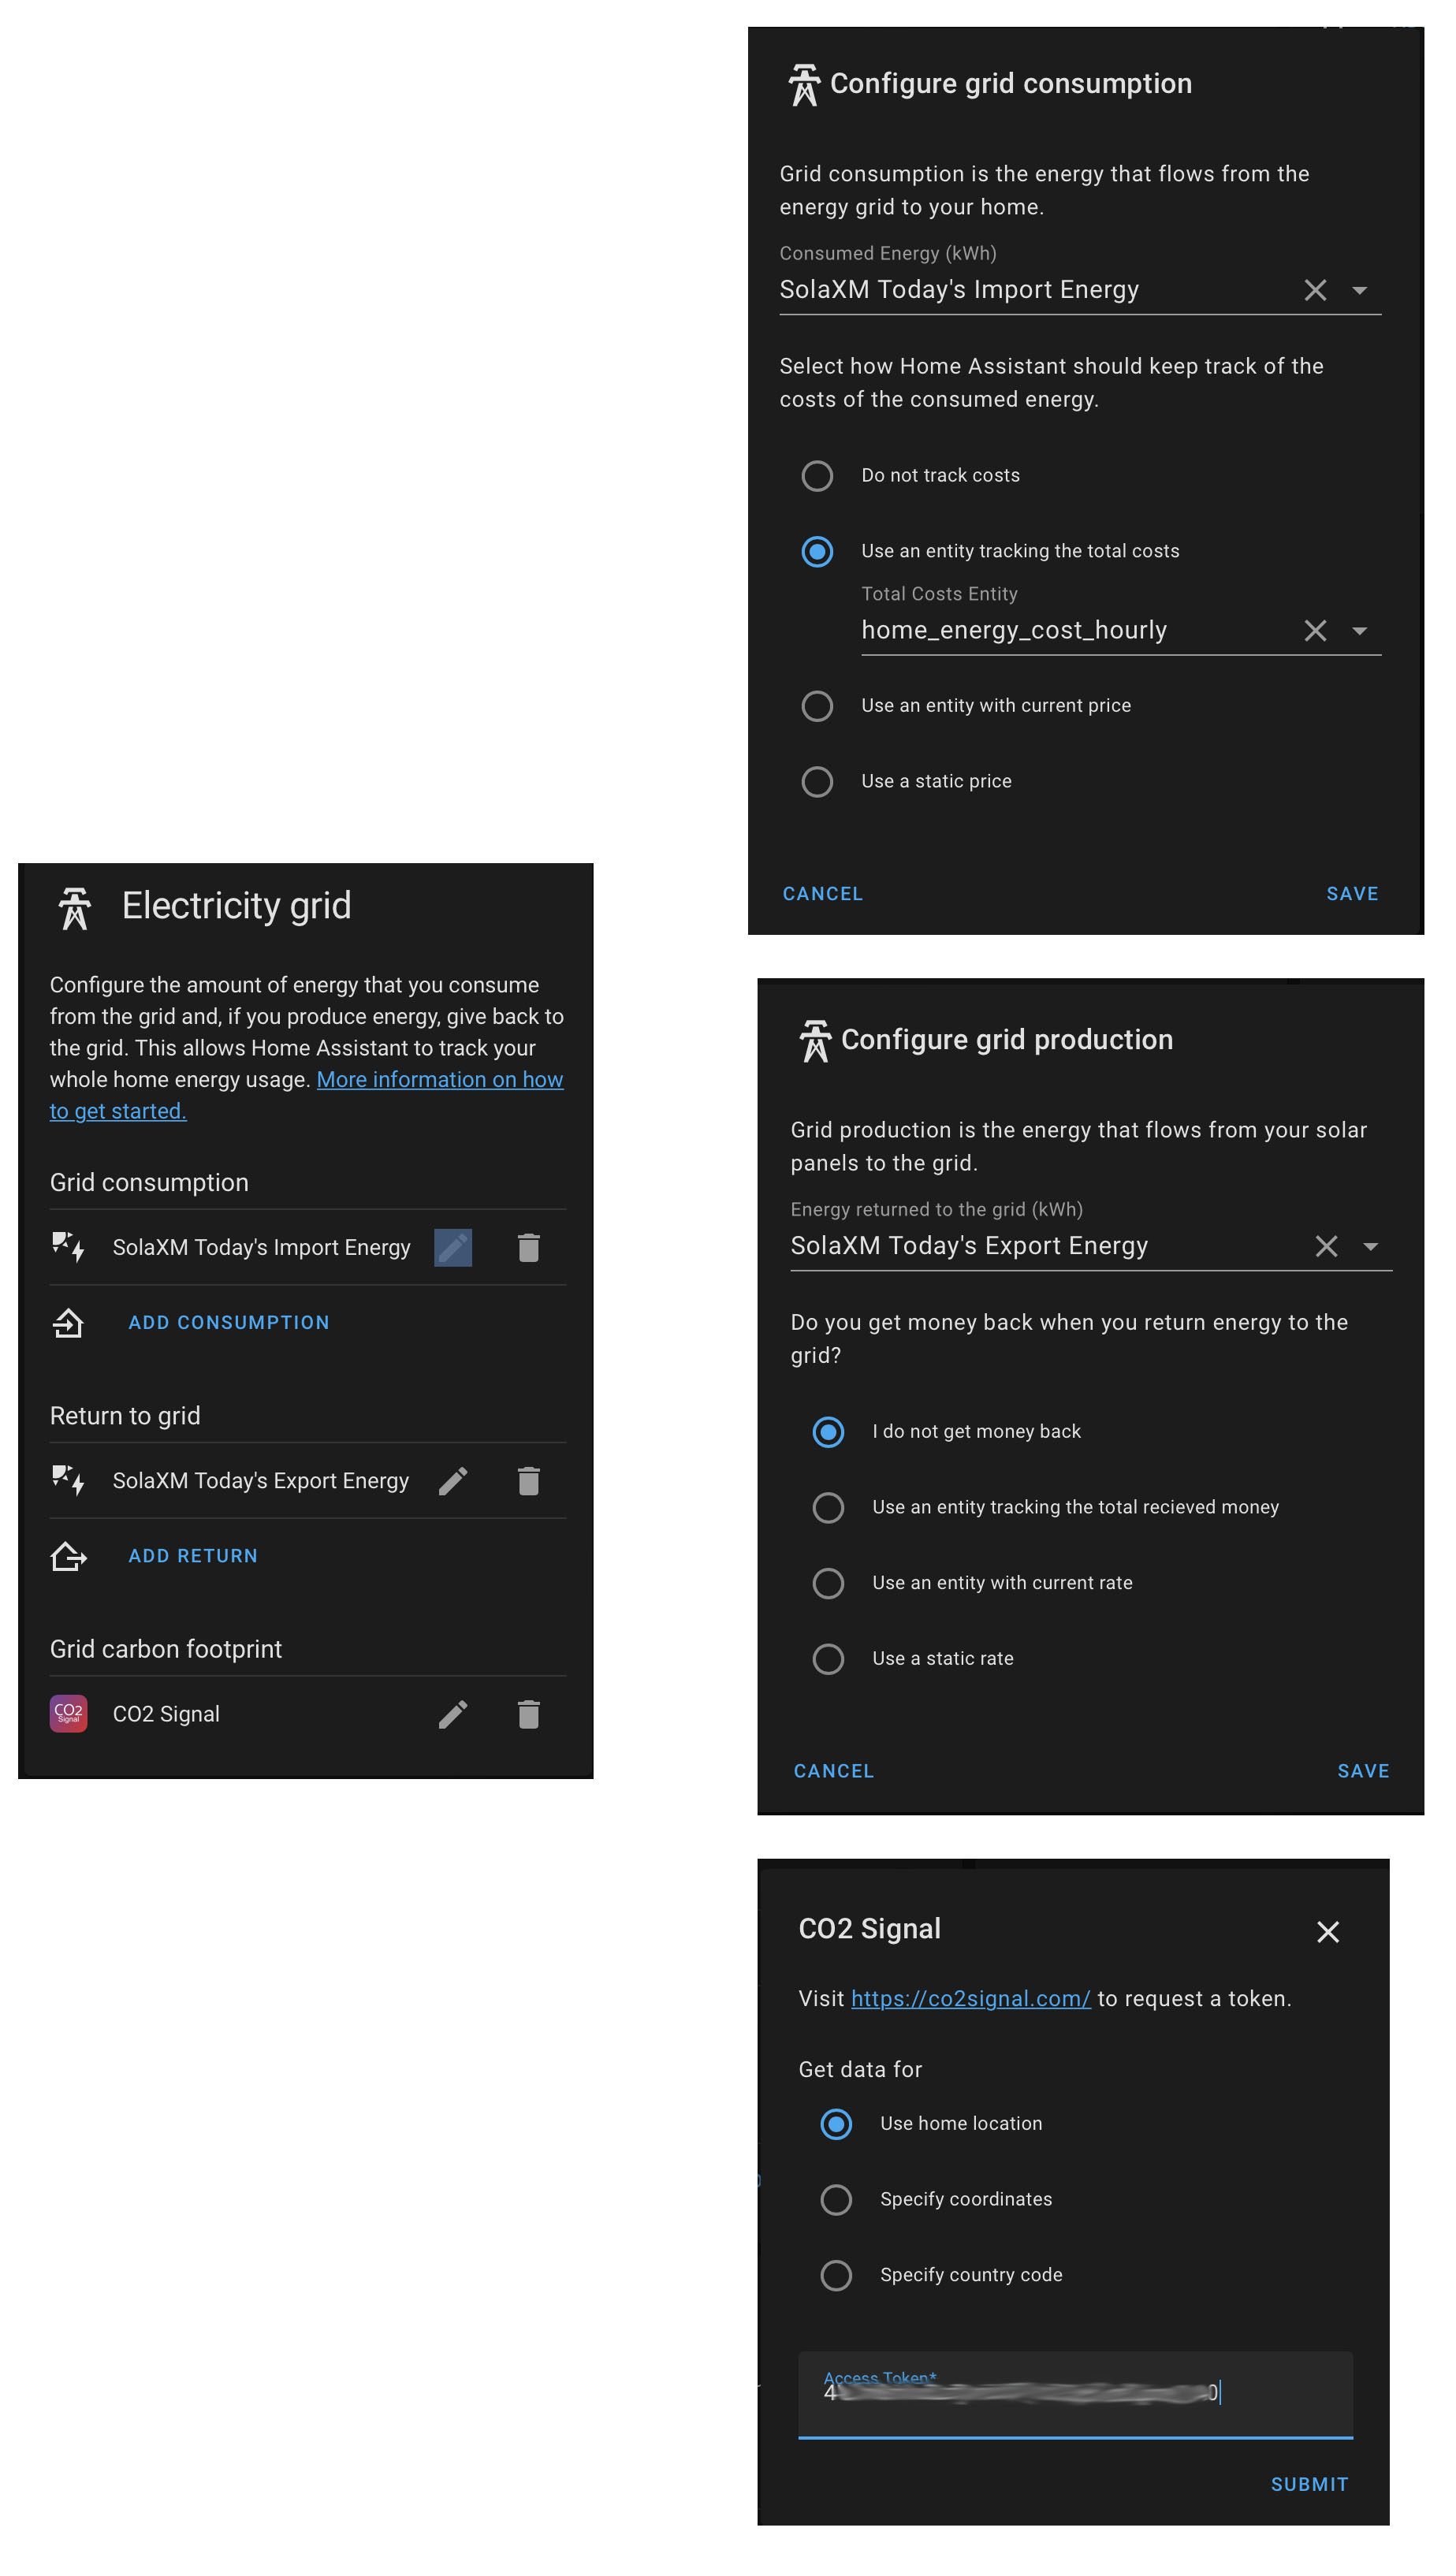 Electricity grid
Configure the amount of energy that you consume
from the grid and, if you produce energy, give back to
the grid. This allows Home Assistant to track your
whole home energy usage. More information on how
to get started.
Grid consumption
SolaXM Today's Import Energy
ADD CONSUMPTION
Return to grid
SolaXM Today's Export Energy
ADD RETURN
Grid carbon footprint
CO2 Signal
CO2 Signal
Configure grid consumption
Grid consumption is the energy that flows from the
energy grid to your home.
Consumed Energy (kWh)
SolaXM Today's Import Energy
Select how Home Assistant should keep track of the
costs of the consumed energy.
Do not track costs
Use an entity tracking the total costs
Total Costs Entity
home_energy_cost_hourly
Use an entity with current price
Use a static price
CANCEL SAVE
Configure grid production
Grid production is the energy that flows from your solar
panels to the grid.
Energy returned to the grid (kWh)
SolaXM Today's Export Energy
Do you get money back when you return energy to the
grid?
I do not get money back
Use an entity tracking the total recieved money
Use an entity with current rate
Use a static rate
CANCEL SAVE
CO2 Signal
Visit https://co2signal.com/ to request a token.
Get data for
Use home location
Specify coordinates
Specify country code
Access Token*
SUBMIT